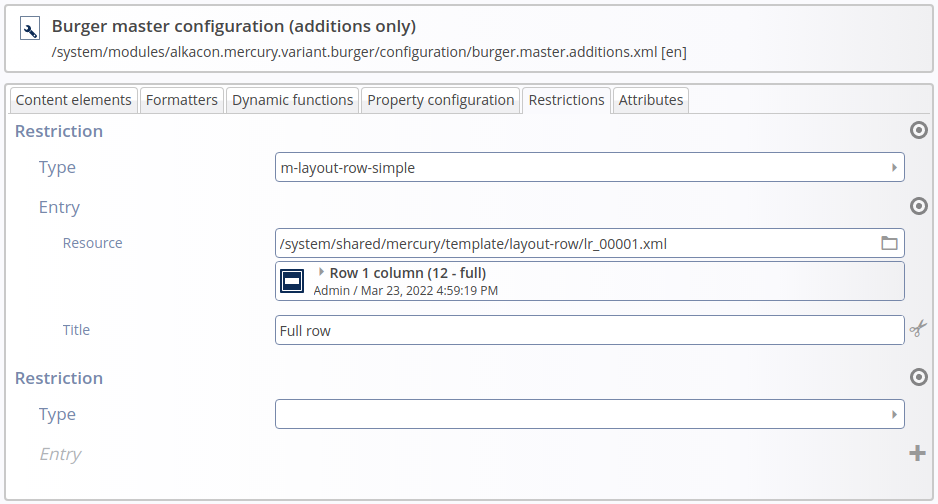 Burger master configuration (additions only)
/system/modules/alkacon.mercury.variant.burger/configuration/burger.master.additions.xml [en]
Content elements Formatters Dynamic functions Property configuration Restrictions Attributes
Restriction
Type m-layout-row-simple
Entry
Resource /system/shared/mercury/template/layout-row/lr_00001.xml
Row 1 column (12 - full)
Admin / Mar 23, 2022 4:59:19 PM
Title Full row
Restriction
Type
Entry